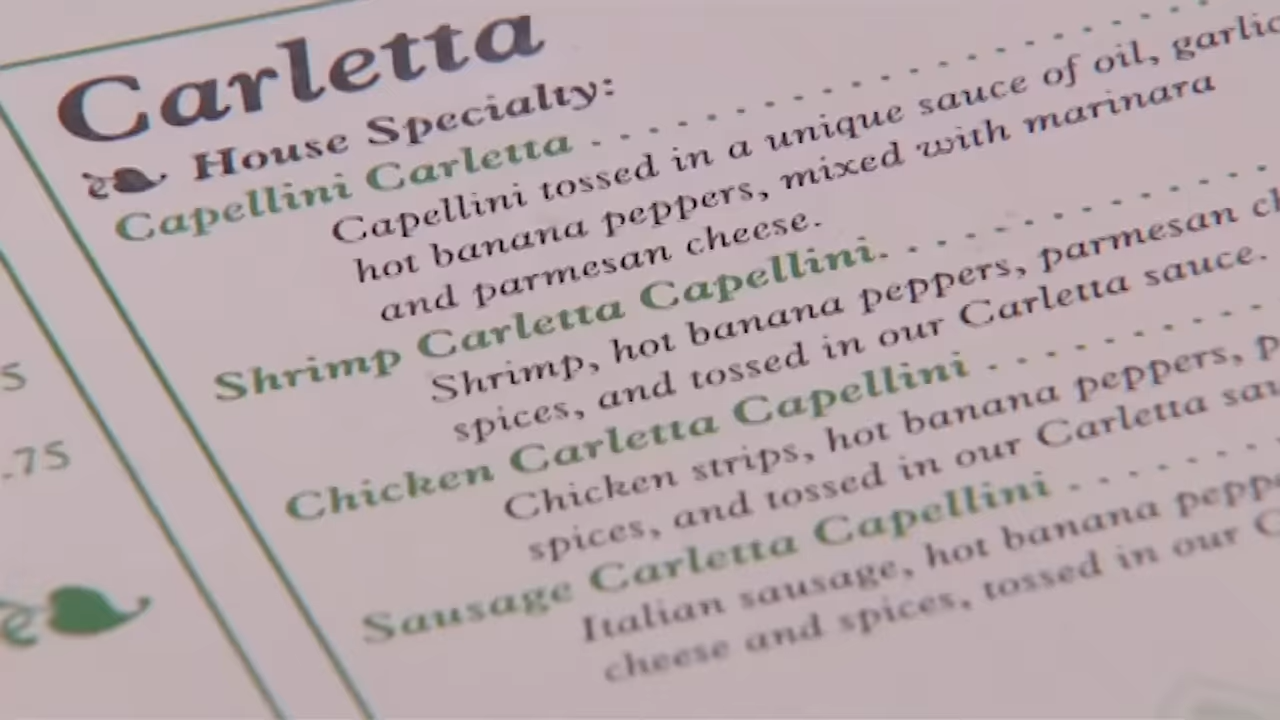 Carletta
House Specialty:
Capellini Carletta . . . . . . . . . . . . . . . . . . . . . .
Capellini tossed in a unique sauce of oil, garlic
hot banana peppers, mixed with marinara
and parmesan cheese.
Shrimp Carletta Capellini. . . . . . . . . . . . . .
Shrimp, hot banana peppers, parmesan
spices, and tossed in our Carletta sauce.
Chicken Carletta Capellini . . . . . . . . . .
Chicken strips, hot banana peppers,
spices, and tossed in our Carletta
Sausage Carletta Capellini . . . . . . .
Italian sausage, hot banana
cheese and spices, tossed in our
5
.75